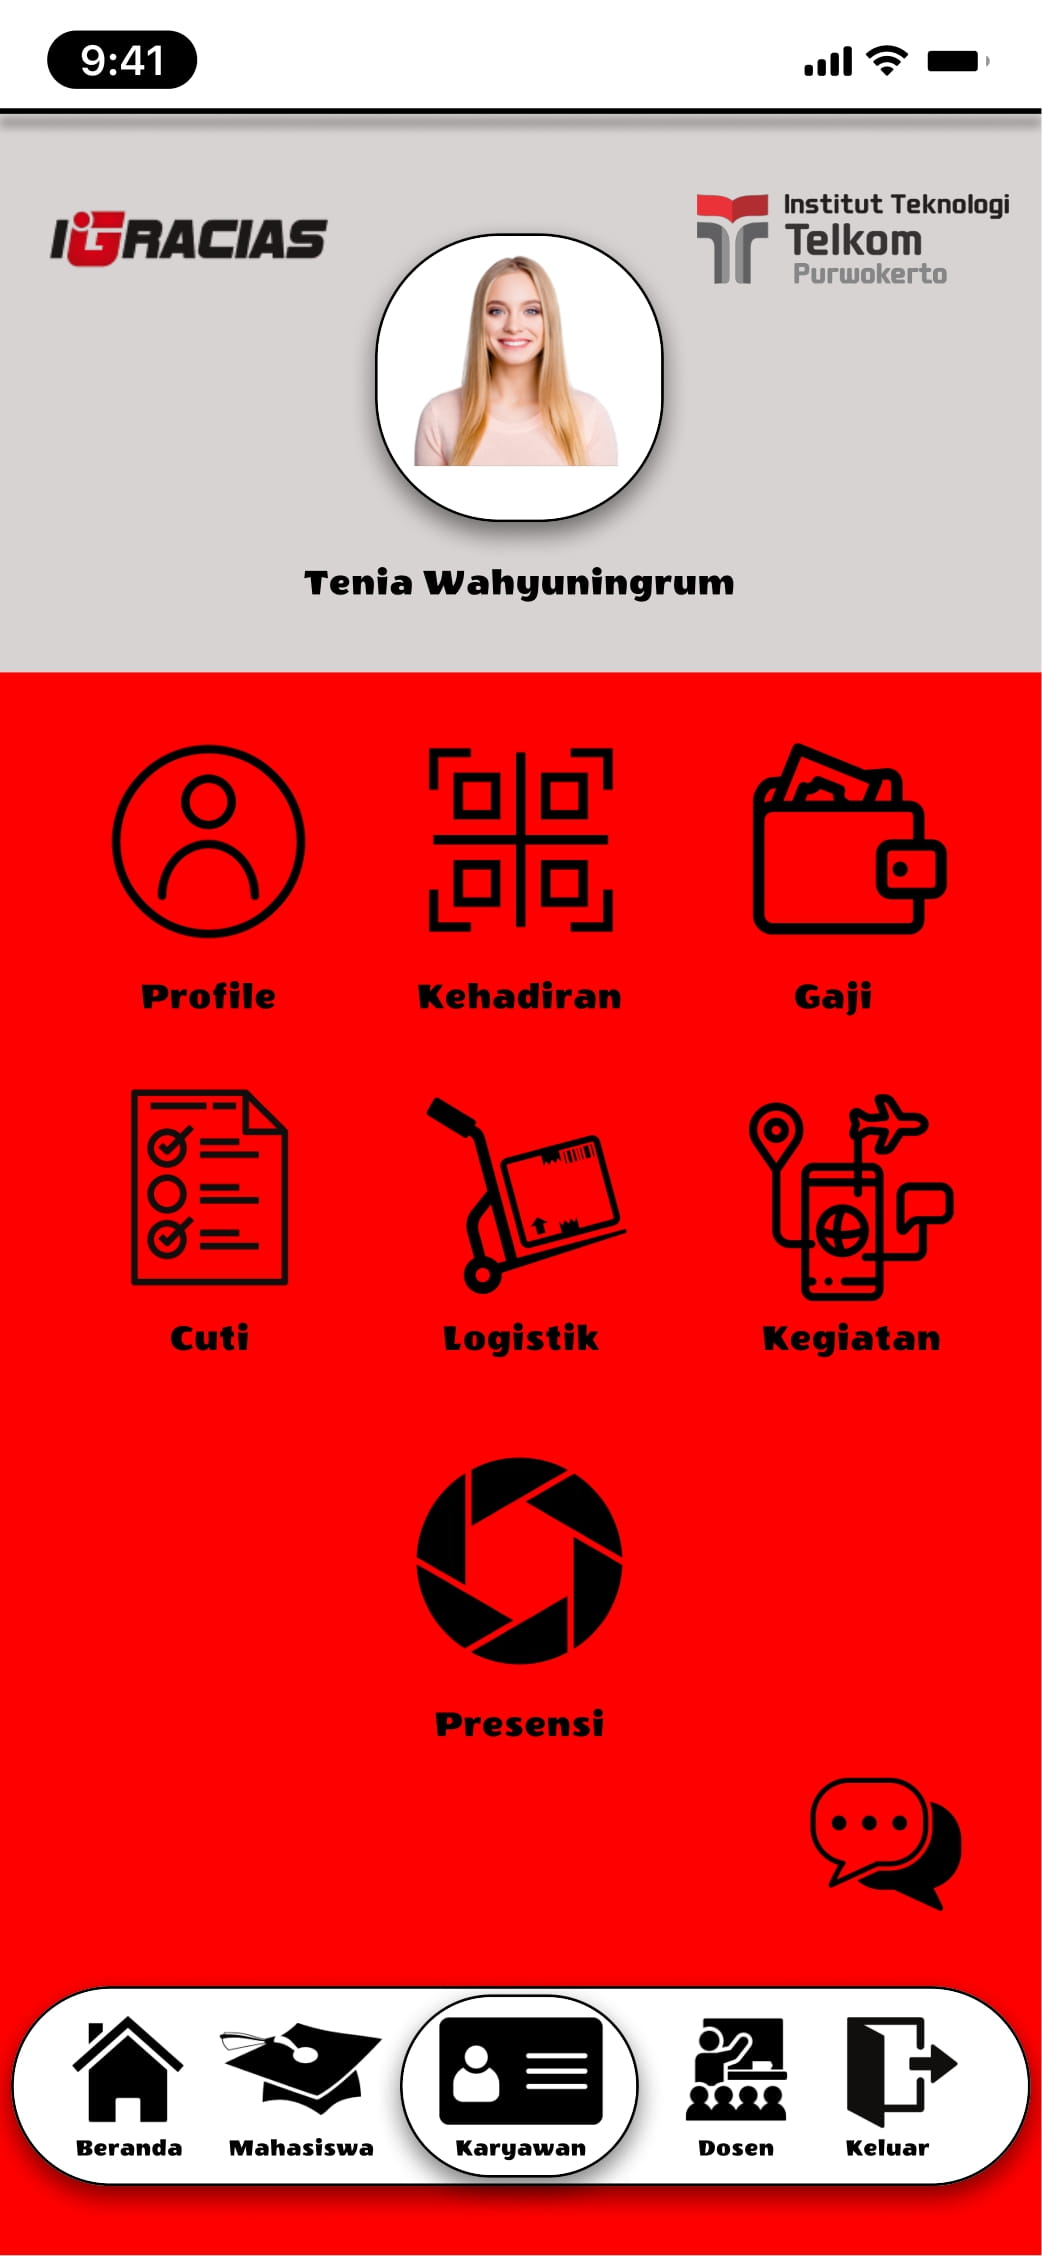 9:41
IGRACIAS
Institut Teknologi
Telkom
Purwokerto
Tenia Wahyuningrum
Profile
Kehadiran
Gaji
Cuti
Logistik
Kegiatan
Presensi
Beranda
Mahasiswa
Karyawan
Dosen
Keluar